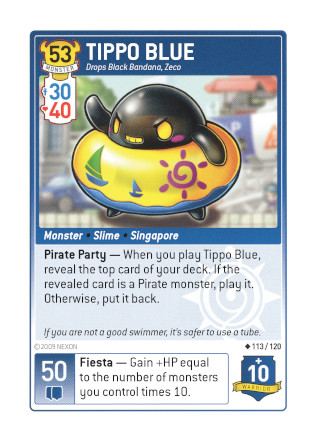 53
MONSTER
TIPPO BLUE
Drops Black Bandana, Zeco
30
40
Monster • Slime • Singapore
Pirate Party — When you play Tippo Blue,
reveal the top card of your deck. If the
revealed card is a Pirate monster, play it.
Otherwise, put it back.
If you are not a good swimmer, it's safer to use a tube.
©2009 NEXON.
◆ 113/120
50
Fiesta — Gain +HP equal
to the number of monsters
you control times 10.
+
10
WARRIOR